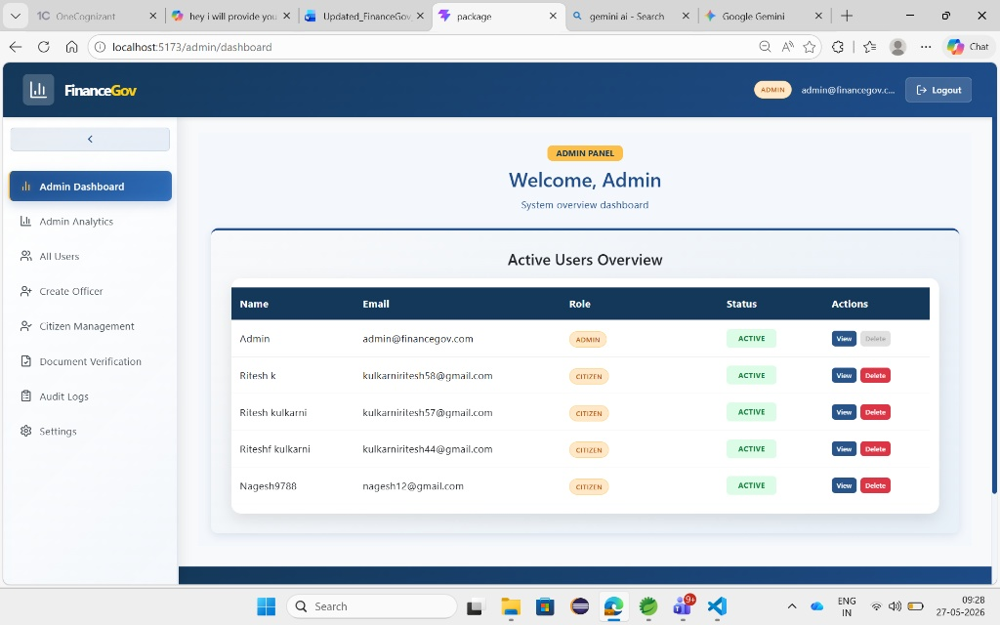 OneCognizant
hey i will provide you
Updated_FinanceGov_
package
gemini ai - Search
Google Gemini
localhost:5173/admin/dashboard
Chat
FinanceGov
ADMIN
admin@financegov.c...
Logout
Admin Dashboard
Admin Analytics
All Users
Create Officer
Citizen Management
Document Verification
Audit Logs
Settings
ADMIN PANEL
Welcome, Admin
System overview dashboard
Active Users Overview
Name Email Role Status Actions
Admin admin@financegov.com ADMIN ACTIVE View Delete
Ritesh k kulkarniritesh58@gmail.com CITIZEN ACTIVE View Delete
Ritesh kulkarni kulkarniritesh57@gmail.com CITIZEN ACTIVE View Delete
Riteshf kulkarni kulkarniritesh44@gmail.com CITIZEN ACTIVE View Delete
Nagesh9788 nagesh12@gmail.com CITIZEN ACTIVE View Delete
Search
9+
ENG
IN
09:28
27-05-2026